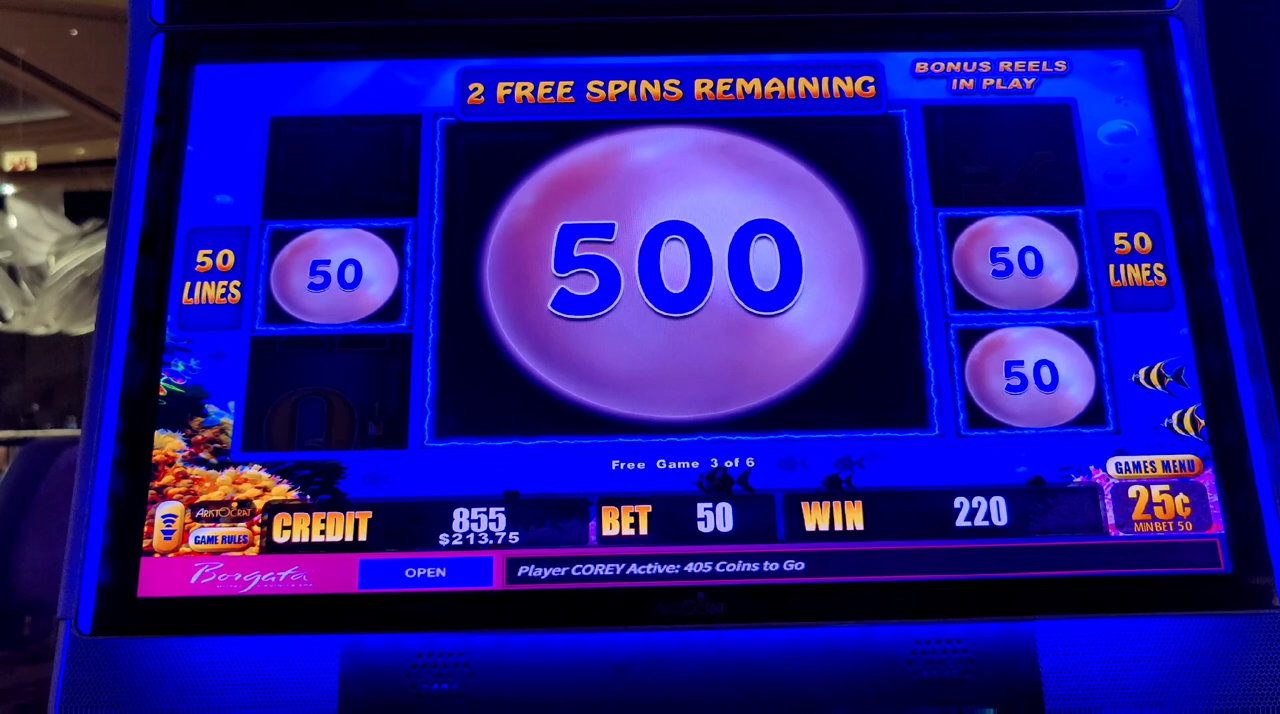 2 FREE SPINS REMAINING
BONUS REELS
IN PLAY
50
LINES
50
500
50
50
50
LINES
Q
Free Game 3 of 6
GAMES MENU
ARISTOCRAT
GAME RULES
CREDIT
855
$213.75
BET
50
WIN
220
25¢
MIN BET 50
Borgata
OPEN
Player COREY Active: 405 Coins to Go